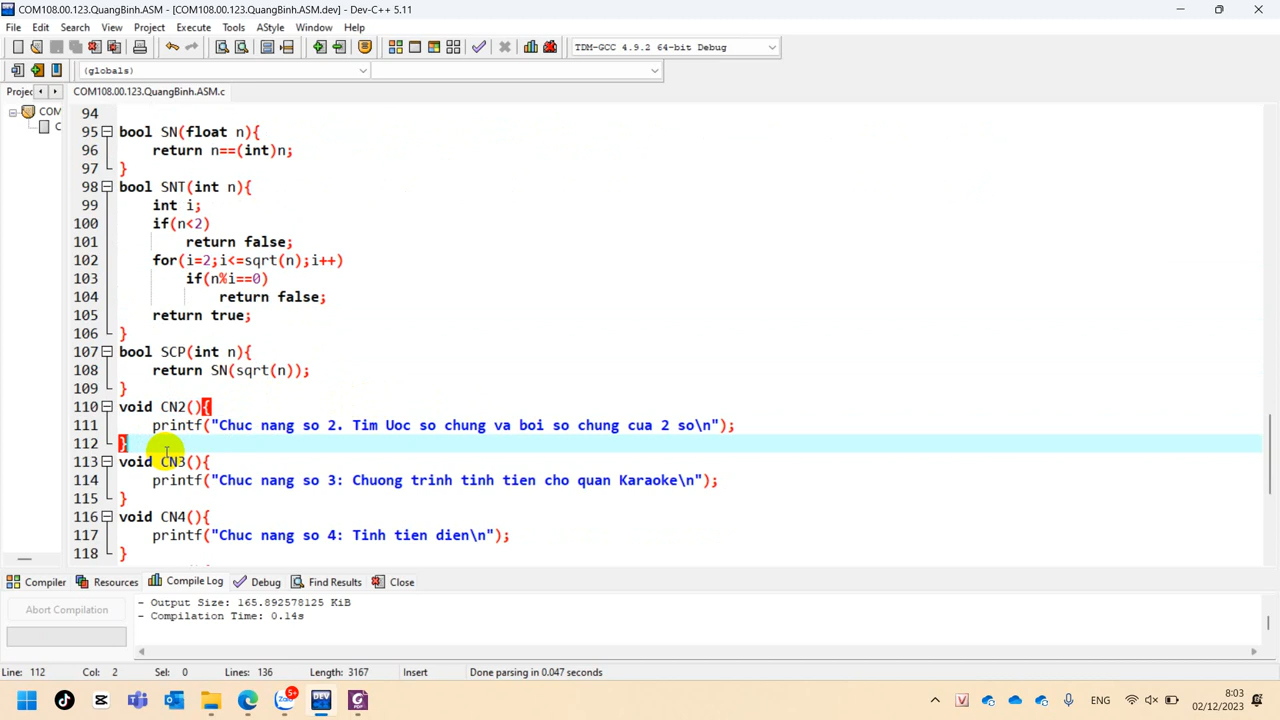 COM108.00.123.QuangBinh.ASM - [COM108.00.123.QuangBinh.ASM.dev] - Dev-C++ 5.11
File Edit Search View Project Execute Tools AStyle Window Help
TDM-GCC 4.9.2 64-bit Debug
(globals)
Projec COM108.00.123.QuangBinh.ASM.c
COM
C
94
95 bool SN(float n){
96 return n==(int)n;
97 }
98 bool SNT(int n){
99 int i;
100 if(n<2)
101 return false;
102 for(i=2;i<=sqrt(n);i++)
103 if(n%i==0)
104 return false;
105 return true;
106 }
107 bool SCP(int n){
108 return SN(sqrt(n));
109 }
110 void CN2(){
111 printf("Chuc nang so 2. Tim Uoc so chung va boi so chung cua 2 so\n");
112 }
113 void CN3(){
114 printf("Chuc nang so 3: Chuong trinh tinh tien cho quan Karaoke\n");
115 }
116 void CN4(){
117 printf("Chuc nang so 4: Tinh tien dien\n");
118 }
Compiler Resources Compile Log Debug Find Results Close
Abort Compilation
- Output Size: 165.892578125 KiB
- Compilation Time: 0.14s
Line: 112 Col: 2 Sel: 0 Lines: 136 Length: 3167 Insert Done parsing in 0.047 seconds
5+
DEV
ENG
8:03
02/12/2023